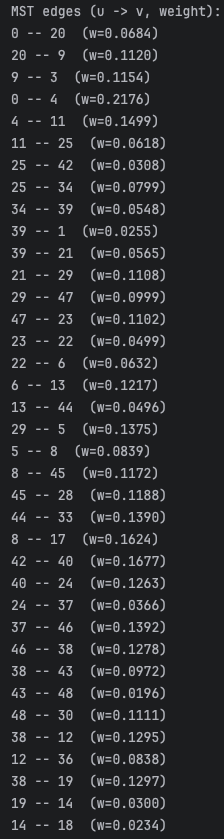 MST edges (u -> v, weight):
0 -- 20  (w=0.0684)
20 -- 9  (w=0.1120)
9 -- 3  (w=0.1154)
0 -- 4  (w=0.2176)
4 -- 11  (w=0.1499)
11 -- 25  (w=0.0618)
25 -- 42  (w=0.0308)
25 -- 34  (w=0.0799)
34 -- 39  (w=0.0548)
39 -- 1  (w=0.0255)
39 -- 21  (w=0.0565)
21 -- 29  (w=0.1108)
29 -- 47  (w=0.0999)
47 -- 23  (w=0.1102)
23 -- 22  (w=0.0499)
22 -- 6  (w=0.0632)
6 -- 13  (w=0.1217)
13 -- 44  (w=0.0496)
29 -- 5  (w=0.1375)
5 -- 8  (w=0.0839)
8 -- 45  (w=0.1172)
45 -- 28  (w=0.1188)
44 -- 33  (w=0.1390)
8 -- 17  (w=0.1624)
42 -- 40  (w=0.1677)
40 -- 24  (w=0.1263)
24 -- 37  (w=0.0366)
37 -- 46  (w=0.1392)
46 -- 38  (w=0.1278)
38 -- 43  (w=0.0972)
43 -- 48  (w=0.0196)
48 -- 30  (w=0.1111)
38 -- 12  (w=0.1295)
12 -- 36  (w=0.0838)
38 -- 19  (w=0.1297)
19 -- 14  (w=0.0300)
14 -- 18  (w=0.0234)